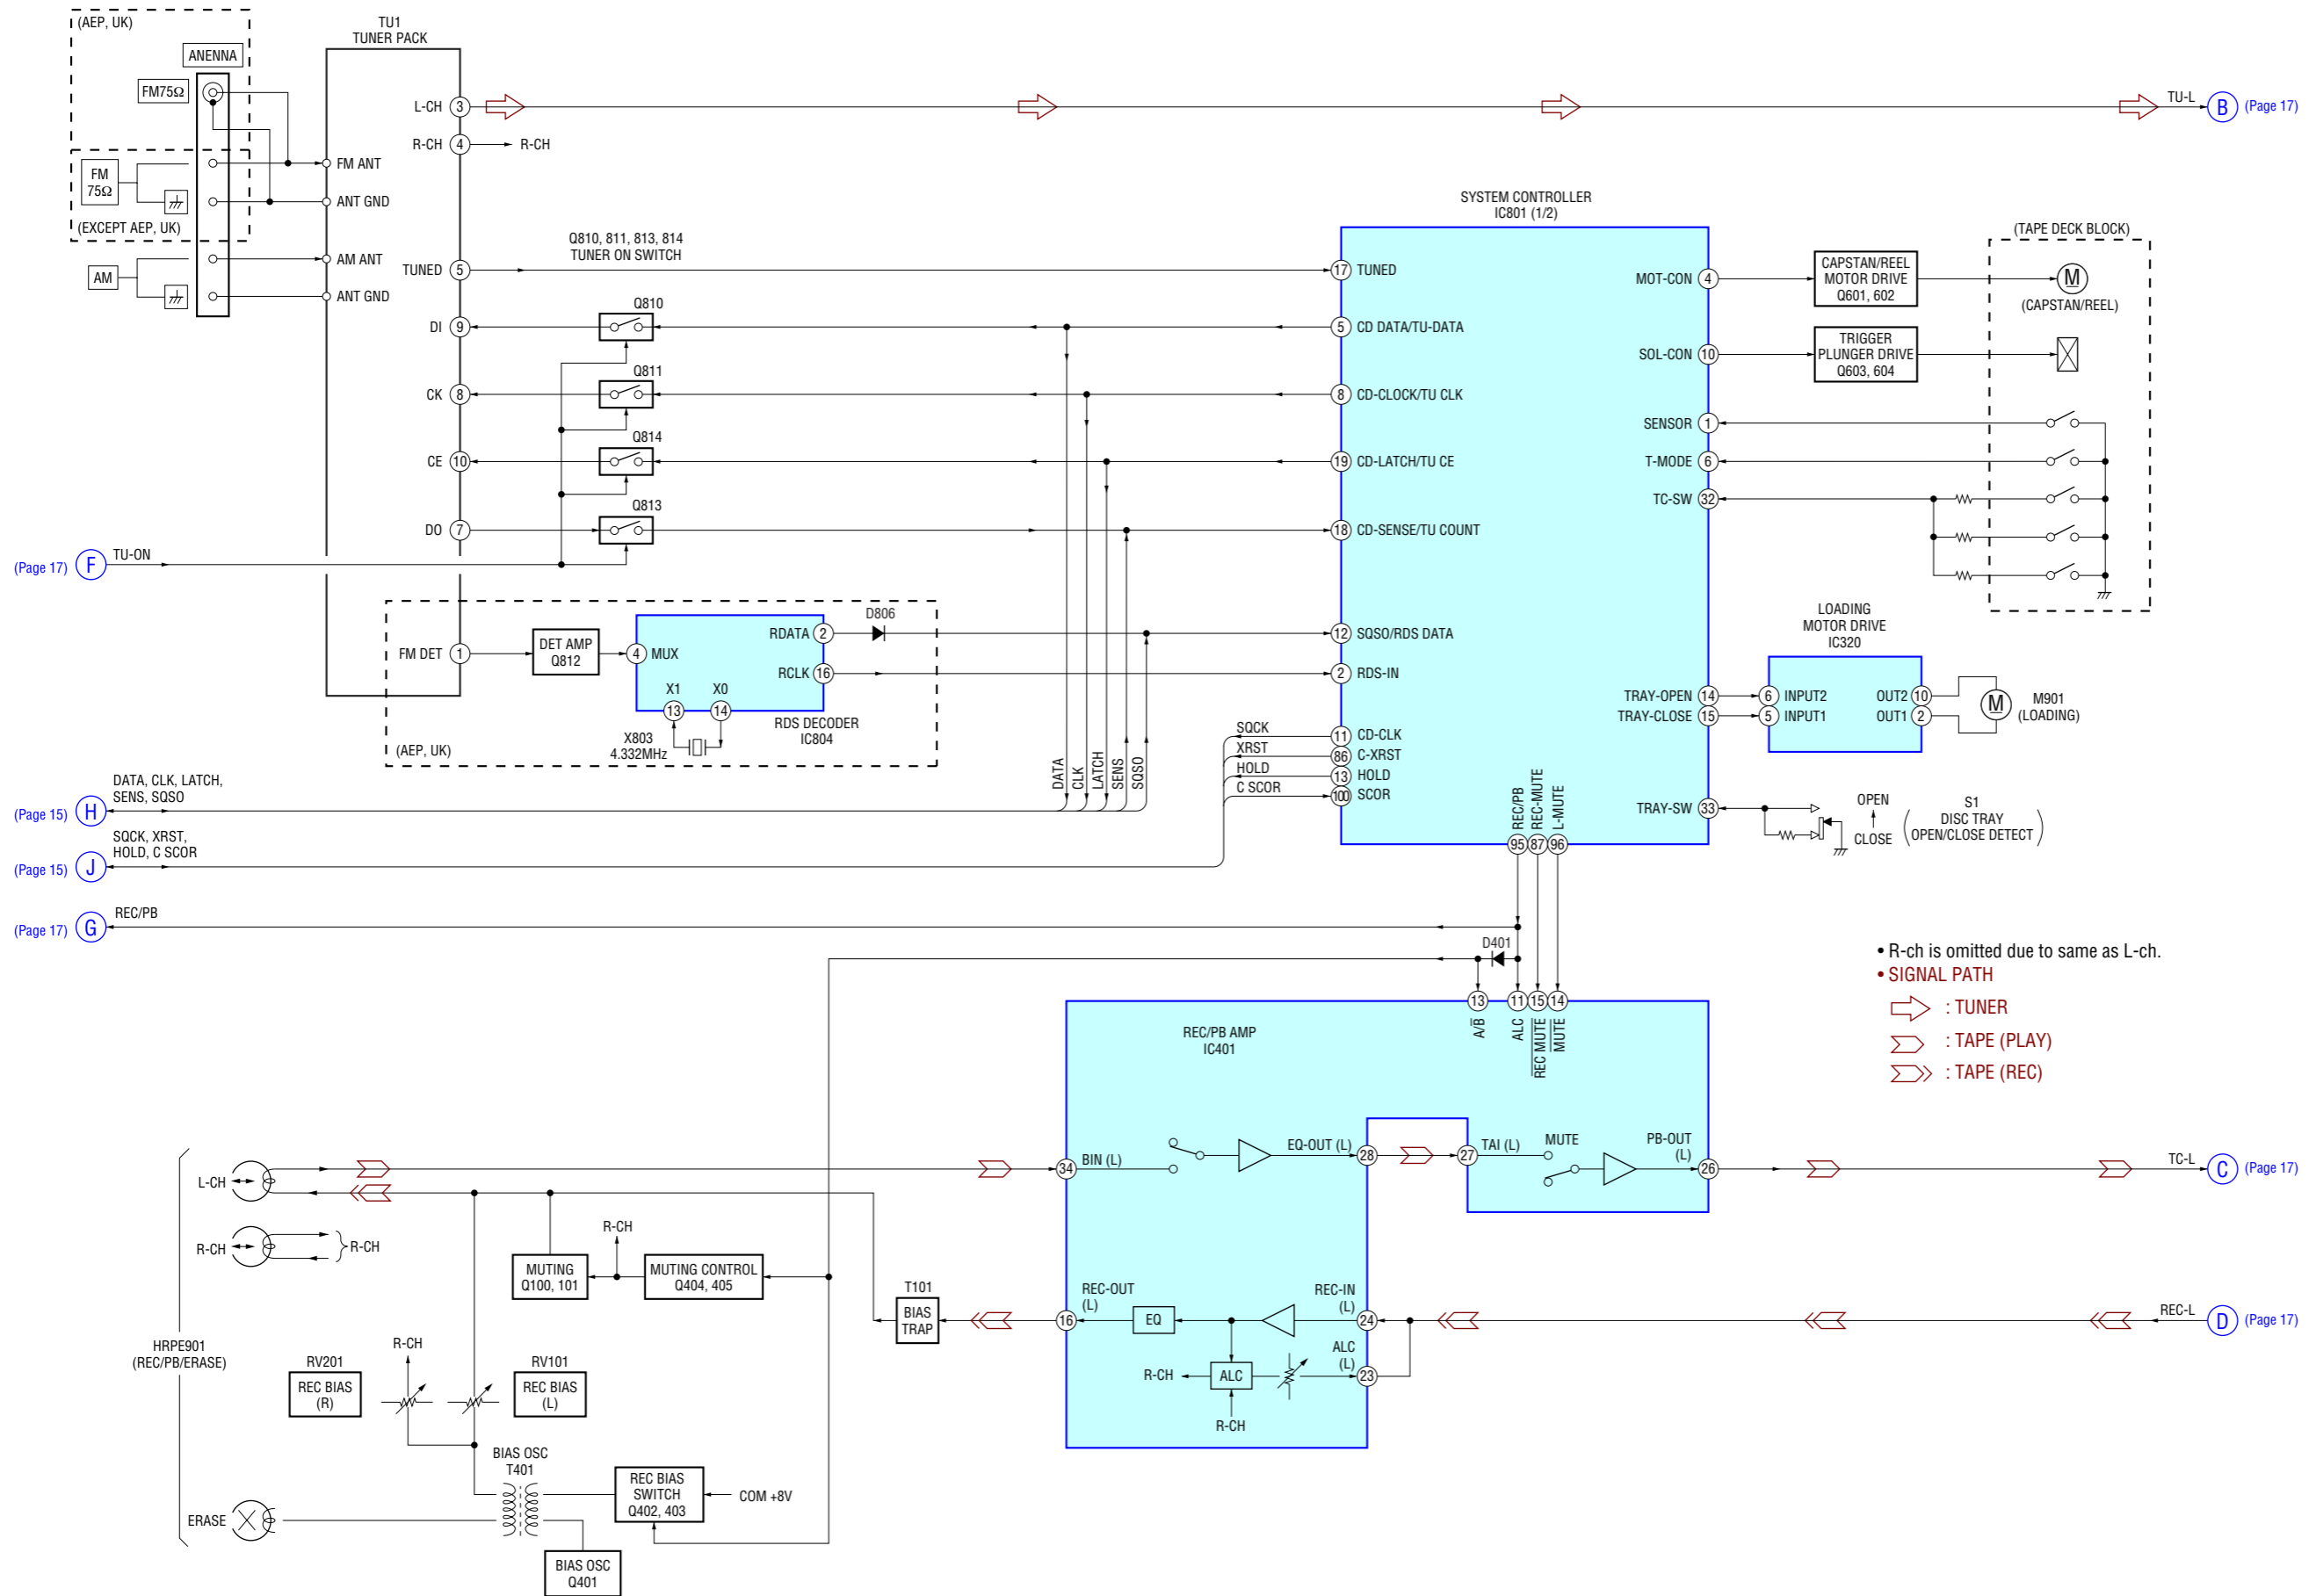 (AEP, UK)
ANENNA
FM75Ω
FM
75Ω
(EXCEPT AEP, UK)
AM
TU1
TUNER PACK
L-CH 3
R-CH 4
R-CH
FM ANT
ANT GND
AM ANT
ANT GND
TUNED 5
DI 9
CK 8
CE 10
DO 7
FM DET 1
TU-L
B (Page 17)
Q810, 811, 813, 814
TUNER ON SWITCH
Q810
Q811
Q814
Q813
(Page 17) F TU-ON
DET AMP
Q812
4 MUX
RDATA 2
RCLK 16
X1
13
X0
14
RDS DECODER
IC804
X803
4.332MHz
D806
(AEP, UK)
DATA
CLK
LATCH
SENS
SQSO
SYSTEM CONTROLLER
IC801 (1/2)
17 TUNED
5 CD DATA/TU-DATA
8 CD-CLOCK/TU CLK
19 CD-LATCH/TU CE
18 CD-SENSE/TU COUNT
12 SQSO/RDS DATA
2 RDS-IN
SQCK
11 CD-CLK
XRST
86 C-XRST
HOLD
13 HOLD
C SCOR
100 SCOR
MOT-CON 4
SOL-CON 10
SENSOR 1
T-MODE 6
TC-SW 32
TRAY-OPEN 14
TRAY-CLOSE 15
TRAY-SW 33
REC/PB
REC-MUTE
L-MUTE
95
87
96
CAPSTAN/REEL
MOTOR DRIVE
Q601, 602
TRIGGER
PLUNGER DRIVE
Q603, 604
(TAPE DECK BLOCK)
M
(CAPSTAN/REEL)
LOADING
MOTOR DRIVE
IC320
6 INPUT2
5 INPUT1
OUT2 10
OUT1 2
M
M901
(LOADING)
OPEN
CLOSE
S1
DISC TRAY
OPEN/CLOSE DETECT
(Page 15) H DATA, CLK, LATCH,
SENS, SQSO
(Page 15) J SQCK, XRST,
HOLD, C SCOR
(Page 17) G REC/PB
D401
• R-ch is omitted due to same as L-ch.
• SIGNAL PATH
: TUNER
: TAPE (PLAY)
: TAPE (REC)
REC/PB AMP
IC401
13
11
15
14
A/B
ALC
REC MUTE
MUTE
34 BIN (L)
EQ-OUT (L) 28
27 TAI (L)
MUTE
PB-OUT
(L)
26
TC-L
C (Page 17)
REC-OUT
(L)
16
EQ
REC-IN
(L)
24
ALC
(L)
23
R-CH
ALC
R-CH
REC-L
D (Page 17)
L-CH
R-CH
R-CH
HRPE901
(REC/PB/ERASE)
ERASE
MUTING
Q100, 101
R-CH
MUTING CONTROL
Q404, 405
T101
BIAS
TRAP
RV201
REC BIAS
(R)
R-CH
RV101
REC BIAS
(L)
BIAS OSC
T401
REC BIAS
SWITCH
Q402, 403
COM +8V
BIAS OSC
Q401